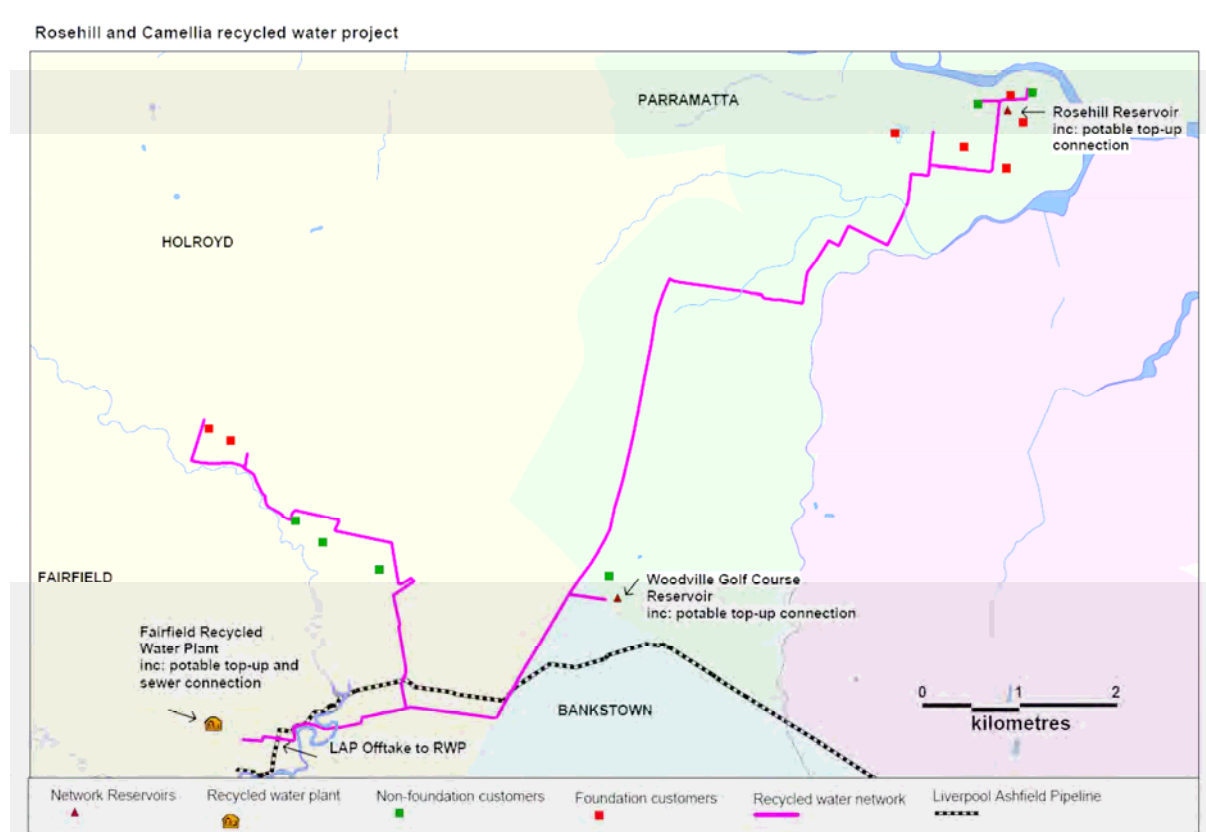 Rosehill and Camellia recycled water project
PARRAMATTA
Rosehill Reservoir
inc: potable top-up
connection
HOLROYD
FAIRFIELD
Woodville Golf Course
Reservoir
inc: potable top-up connection
Fairfield Recycled
Water Plant
inc: potable top-up and
sewer connection
BANKSTOWN
LAP Offtake to RWP
0 1 2
kilometres
Network Reservoirs
Recycled water plant
Non-foundation customers
Foundation customers
Recycled water network
Liverpool Ashfield Pipeline